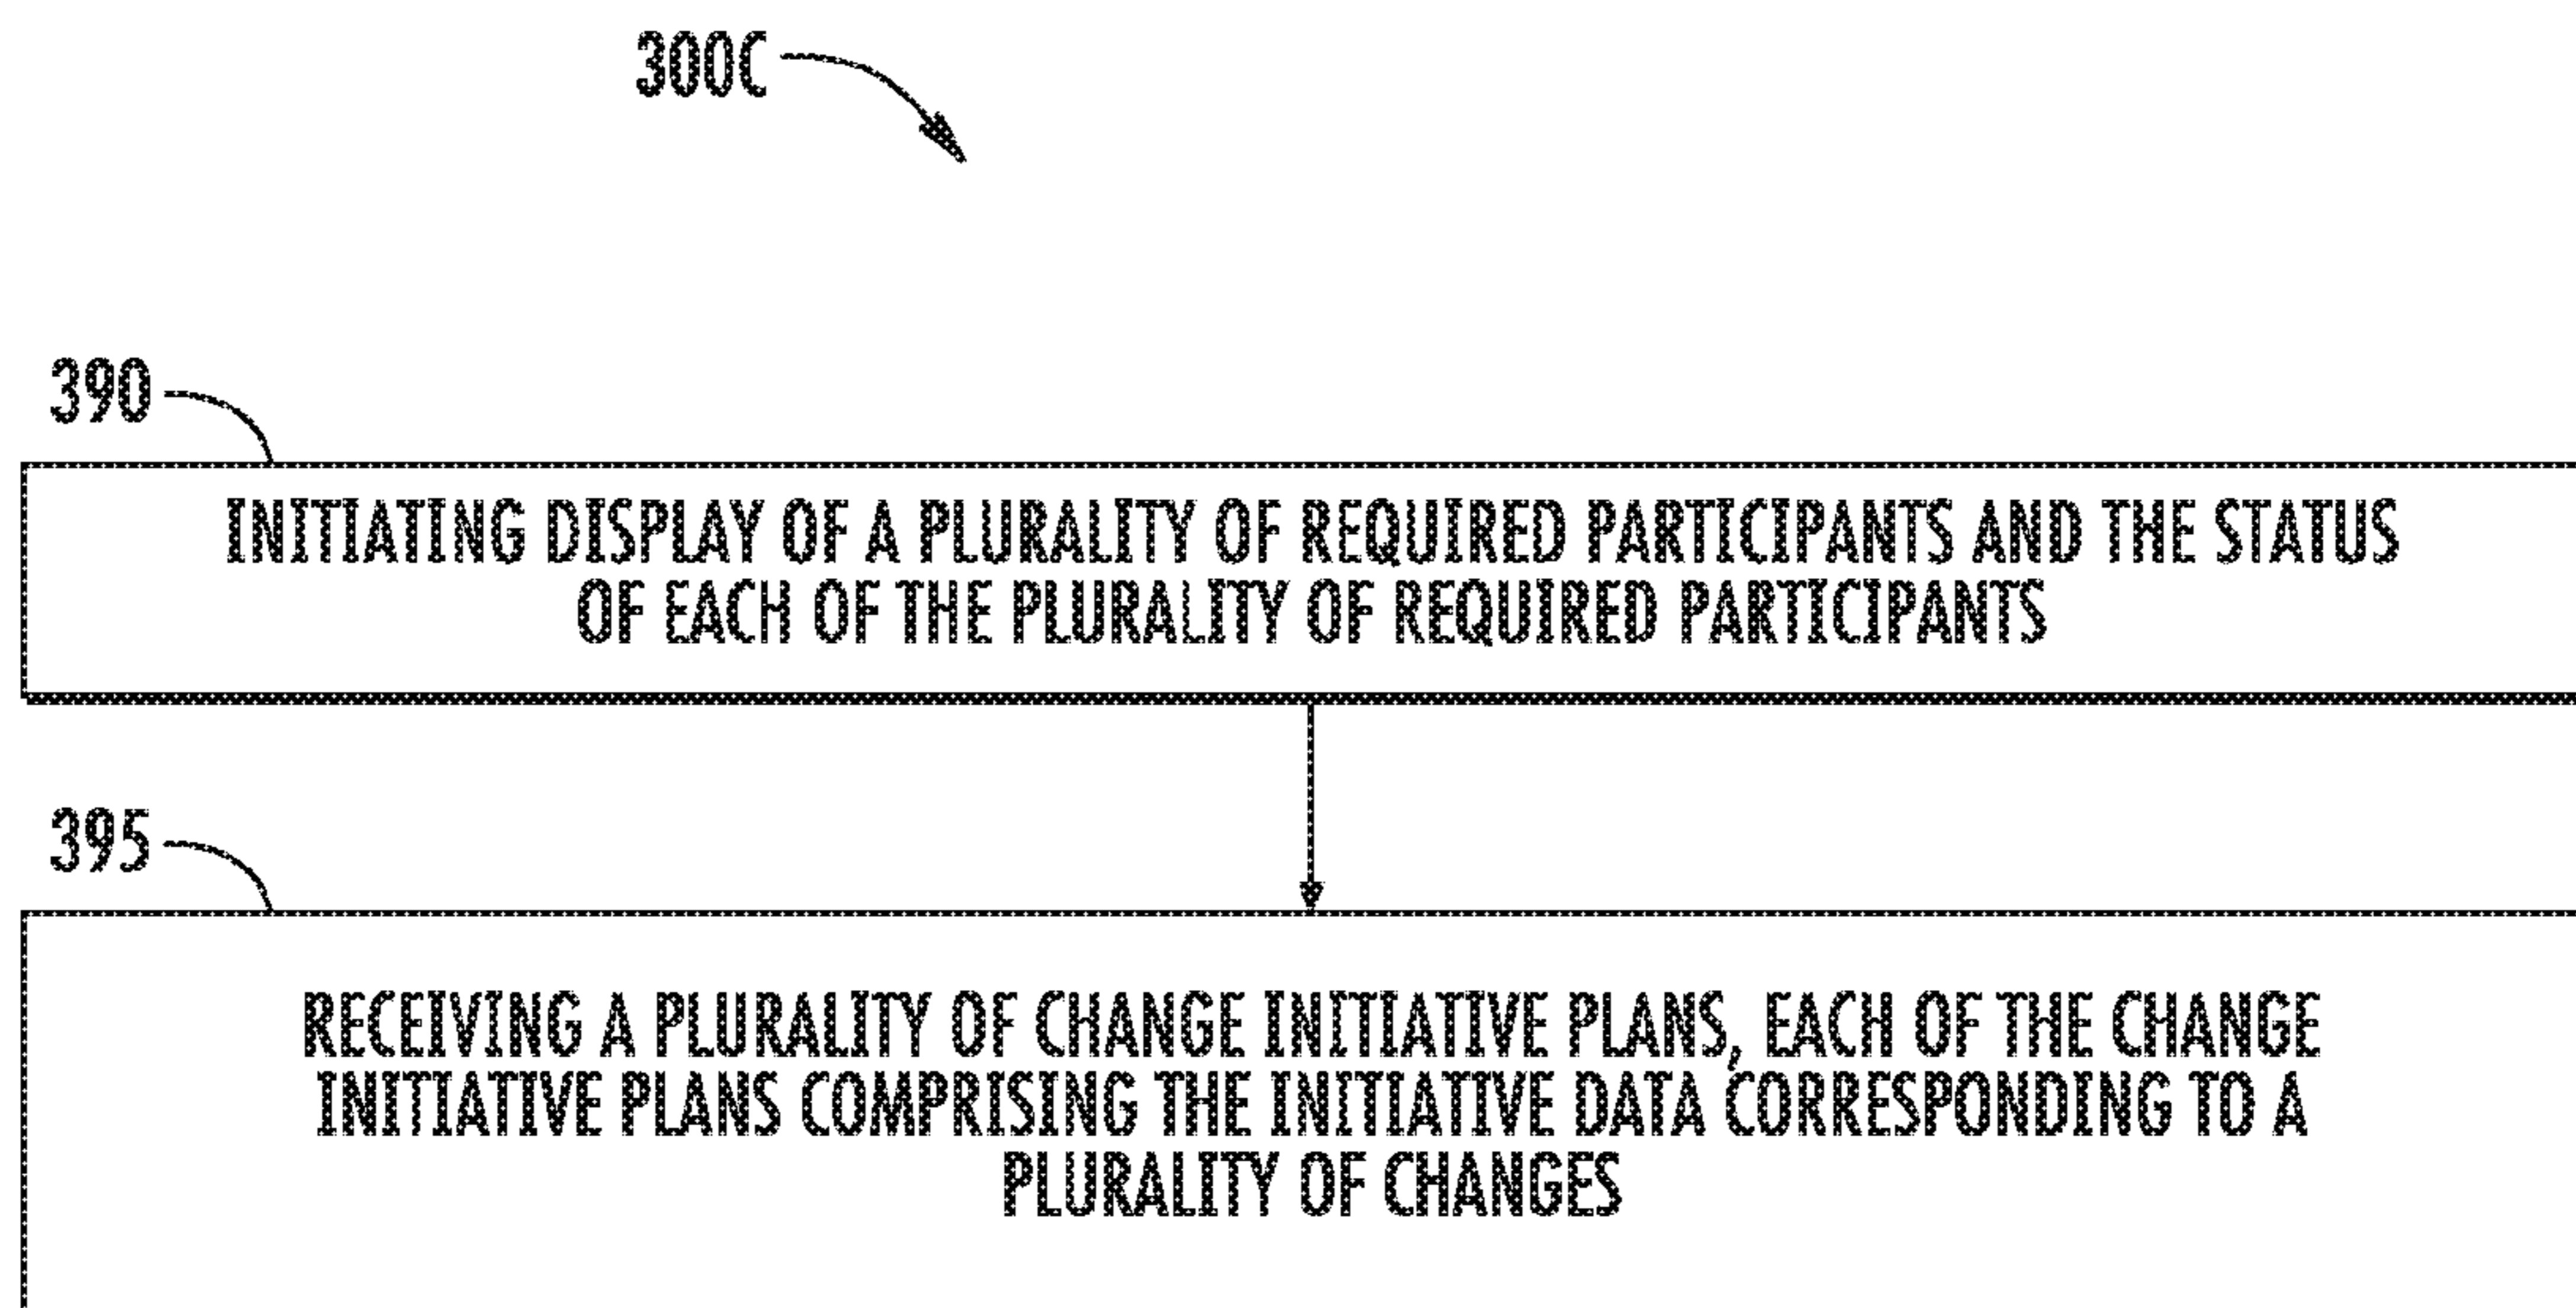 300C
390
INITIATING DISPLAY OF A PLURALITY OF REQUIRED PARTICIPANTS AND THE STATUS
OF EACH OF THE PLURALITY OF REQUIRED PARTICIPANTS
395
RECEIVING A PLURALITY OF CHANGE INITIATIVE PLANS, EACH OF THE CHANGE
INITIATIVE PLANS COMPRISING THE INITIATIVE DATA CORRESPONDING TO A
PLURALITY OF CHANGES